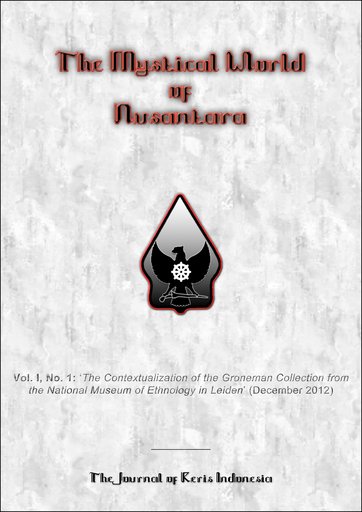 The Mystical World
of
Nusantara
Vol. I, No. 1: ‘The Contextualization of the Groneman Collection from
the National Museum of Ethnology in Leiden’ (December 2012)
The Journal of Keris Indonesia